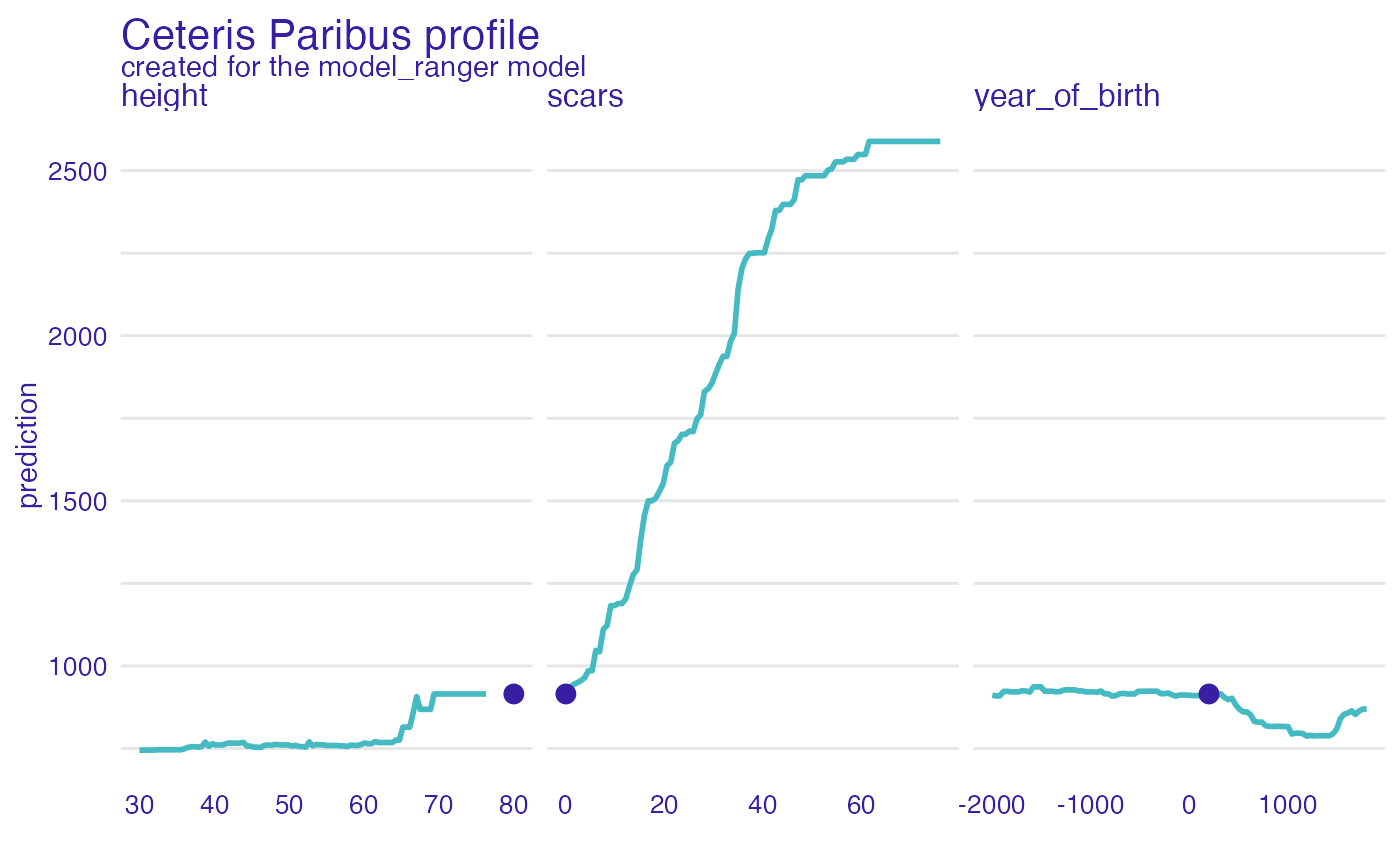 Ceteris Paribus profile
created for the model_ranger model
height scars year_of_birth
2500
2000
1500
1000
prediction
30 40 50 60 70 80 0 20 40 60 -2000 -1000 0 1000